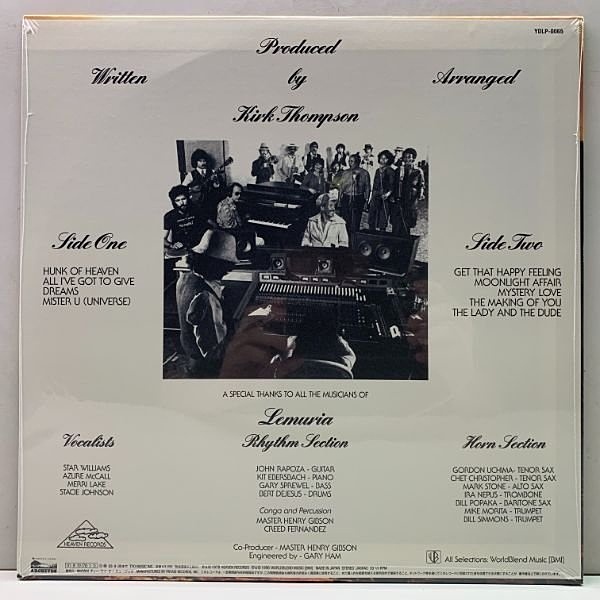 YDLP-0065
Produced
Written by Arranged
Kirk Thompson
Side One
HUNK OF HEAVEN
ALL I'VE GOT TO GIVE
DREAMS
MISTER U (UNIVERSE)
Side Two
GET THAT HAPPY FEELING
MOONLIGHT AFFAIR
MYSTERY LOVE
THE MAKING OF YOU
THE LADY AND THE DUDE
A SPECIAL THANKS TO ALL THE MUSICIANS OF
Lemuria
Vocalists
STAR WILLIAMS
AZURE McCALL
MERRI LAKE
STACIE JOHNSON
Rhythm Section
JOHN RAPOZA - GUITAR
KIT EBERSBACH - PIANO
GARY SPREWEL - BASS
BERT DEJESUS - DRUMS
Conga and Percussion
MASTER HENRY GIBSON
CREED FERNANDEZ
Co-Producer - MASTER HENRY GIBSON
Engineered by - GARY HAM
Horn Section
GORDON UCHIMA- TENOR SAX
CHET CHRISTOPHER - TENOR SAX
MARK STONE - ALTO SAX
IRA NEPUS - TROMBONE
BILL POPAKA - BARITONE SAX
MIKE MORITA - TRUMPET
BILL SIMMONS - TRUMPET
HEAVEN RECORDS
All Selections: WorldBlend Music [BMI]